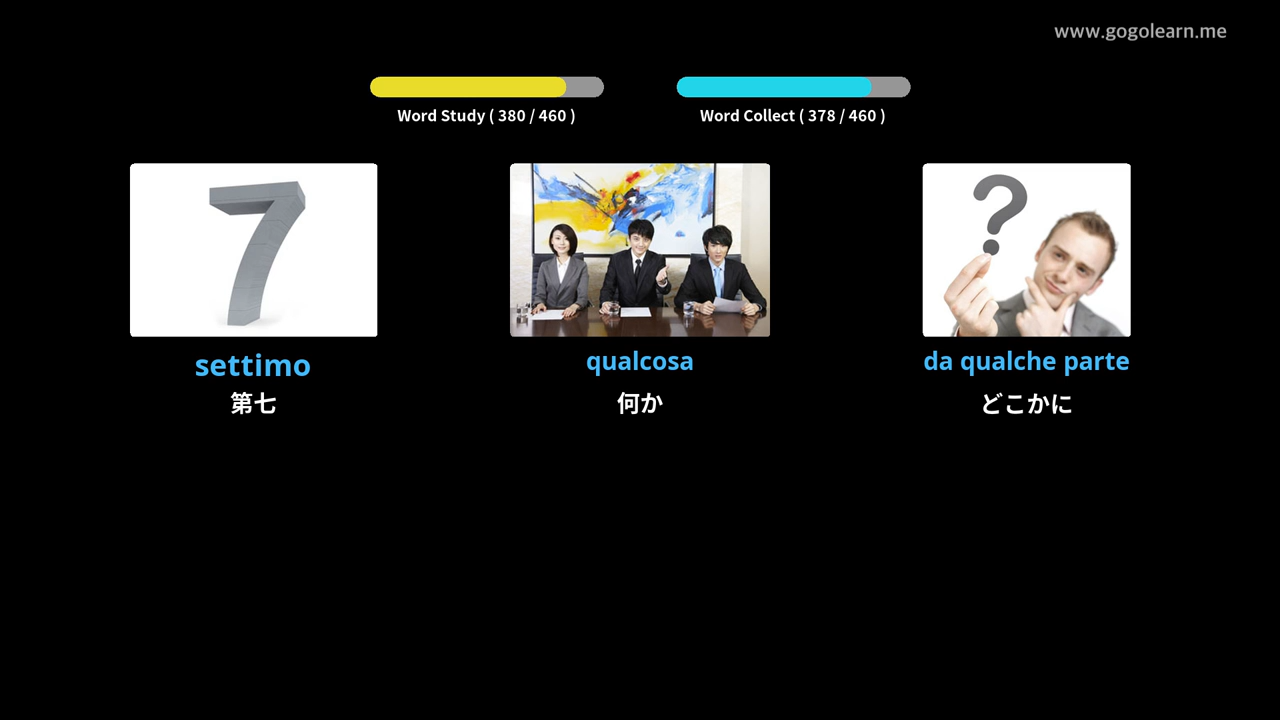 www.gogolearn.me
Word Study ( 380 / 460 )
Word Collect ( 378 / 460 )
7
?
settimo
qualcosa
da qualche parte
第七
何か
どこかに